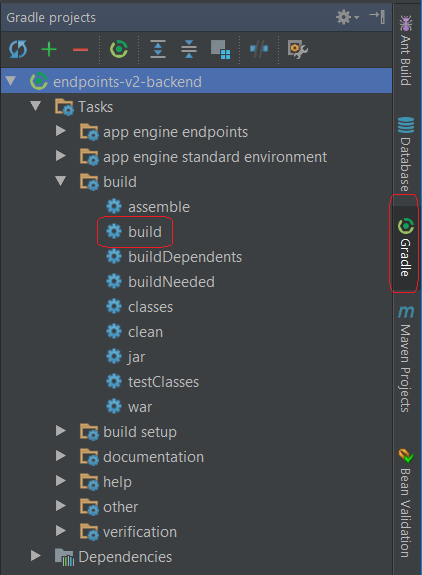 Gradle projects
endpoints-v2-backend
Tasks
app engine endpoints
app engine standard environment
build
assemble
build
buildDependents
buildNeeded
classes
clean
jar
testClasses
war
build setup
documentation
help
other
verification
Dependencies
Ant Build
Database
Gradle
m
Maven Projects
Bean Validation